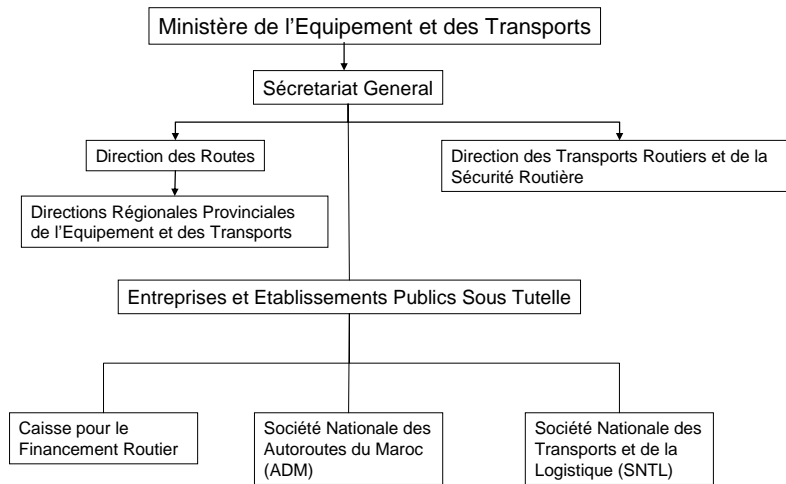 Ministère de l’Equipement et des Transports
Sécretariat General
Direction des Routes
Direction des Transports Routiers et de la
Sécurité Routière
Directions Régionales Provinciales
de l’Equipement et des Transports
Entreprises et Etablissements Publics Sous Tutelle
Caisse pour le
Financement Routier
Société Nationale des
Autoroutes du Maroc
(ADM)
Société Nationale des
Transports et de la
Logistique (SNTL)